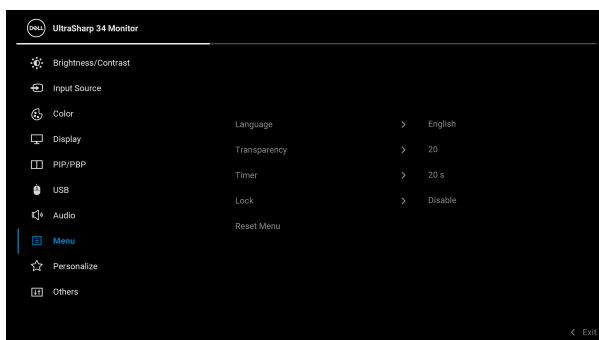 DELL UltraSharp 34 Monitor
Brightness/Contrast
Input Source
Color
Display
PIP/PBP
USB
Audio
Menu
Personalize
Others
Language > English
Transparency > 20
Timer > 20 s
Lock > Disable
Reset Menu
< Exit